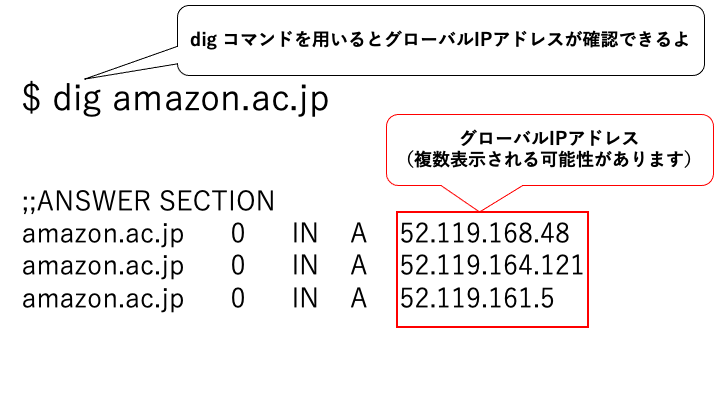 dig コマンドを用いるとグローバルIPアドレスが確認できるよ
$ dig amazon.ac.jp
グローバルIPアドレス
（複数表示される可能性があります）
;;ANSWER SECTION
amazon.ac.jp 0 IN A 52.119.168.48
amazon.ac.jp 0 IN A 52.119.164.121
amazon.ac.jp 0 IN A 52.119.161.5